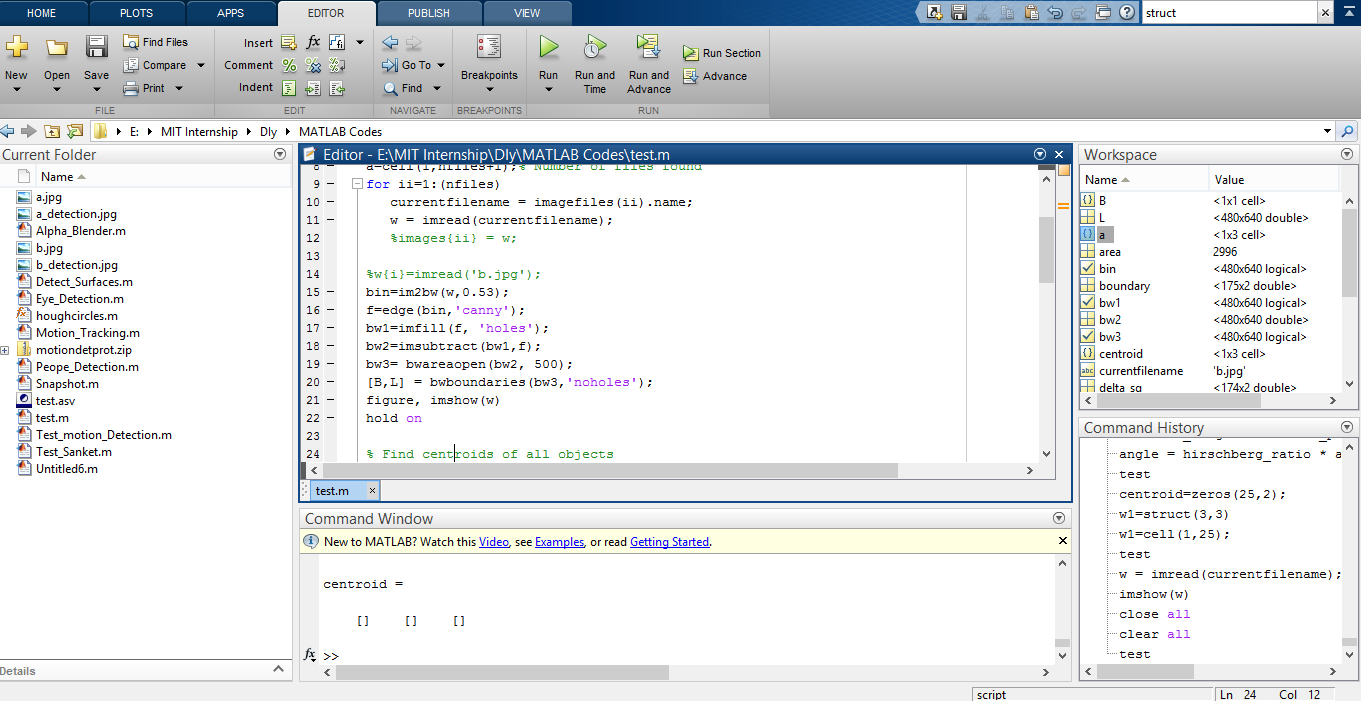 HOME PLOTS APPS EDITOR PUBLISH VIEW struct
New Open Save Find Files Compare Print
FILE
Insert fx
Comment
Indent
EDIT
Go To
Find
NAVIGATE
Breakpoints
BREAKPOINTS
Run Run and Time Run and Advance Run Section Advance
RUN
E: MIT Internship Dly MATLAB Codes
Current Folder
Name
a.jpg
a_detection.jpg
Alpha_Blender.m
b.jpg
b_detection.jpg
Detect_Surfaces.m
Eye_Detection.m
houghcircles.m
Motion_Tracking.m
motiondetprot.zip
Peope_Detection.m
Snapshot.m
test.asv
test.m
Test_motion_Detection.m
Test_Sanket.m
Untitled6.m
Details
Editor - E:\MIT Internship\Dly\MATLAB Codes\test.m
8 - a=cell(1,nfiles+1);% Number of files found
9 - for ii=1:(nfiles)
10 - currentfilename = imagefiles(ii).name;
11 - w = imread(currentfilename);
12 %images{ii} = w;
13
14 %w{i}=imread('b.jpg');
15 - bin=im2bw(w,0.53);
16 - f=edge(bin,'canny');
17 - bw1=imfill(f, 'holes');
18 - bw2=imsubtract(bw1,f);
19 - bw3= bwareaopen(bw2, 500);
20 - [B,L] = bwboundaries(bw3,'noholes');
21 - figure, imshow(w)
22 - hold on
23
24 % Find centroids of all objects
test.m
Command Window
New to MATLAB? Watch this Video, see Examples, or read Getting Started.
centroid =
[] [] []
fx >>
Workspace
Name Value
B <1x1 cell>
L <480x640 double>
a <1x3 cell>
area 2996
bin <480x640 logical>
boundary <175x2 double>
bw1 <480x640 logical>
bw2 <480x640 double>
bw3 <480x640 logical>
centroid <1x3 cell>
abc currentfilename 'b.jpg'
delta_sq <174x2 double>
Command History
angle = hirschberg_ratio * a
test
centroid=zeros(25,2);
w1=struct(3,3)
w1=cell(1,25);
test
w = imread(currentfilename);
imshow(w)
close all
clear all
test
script Ln 24 Col 12